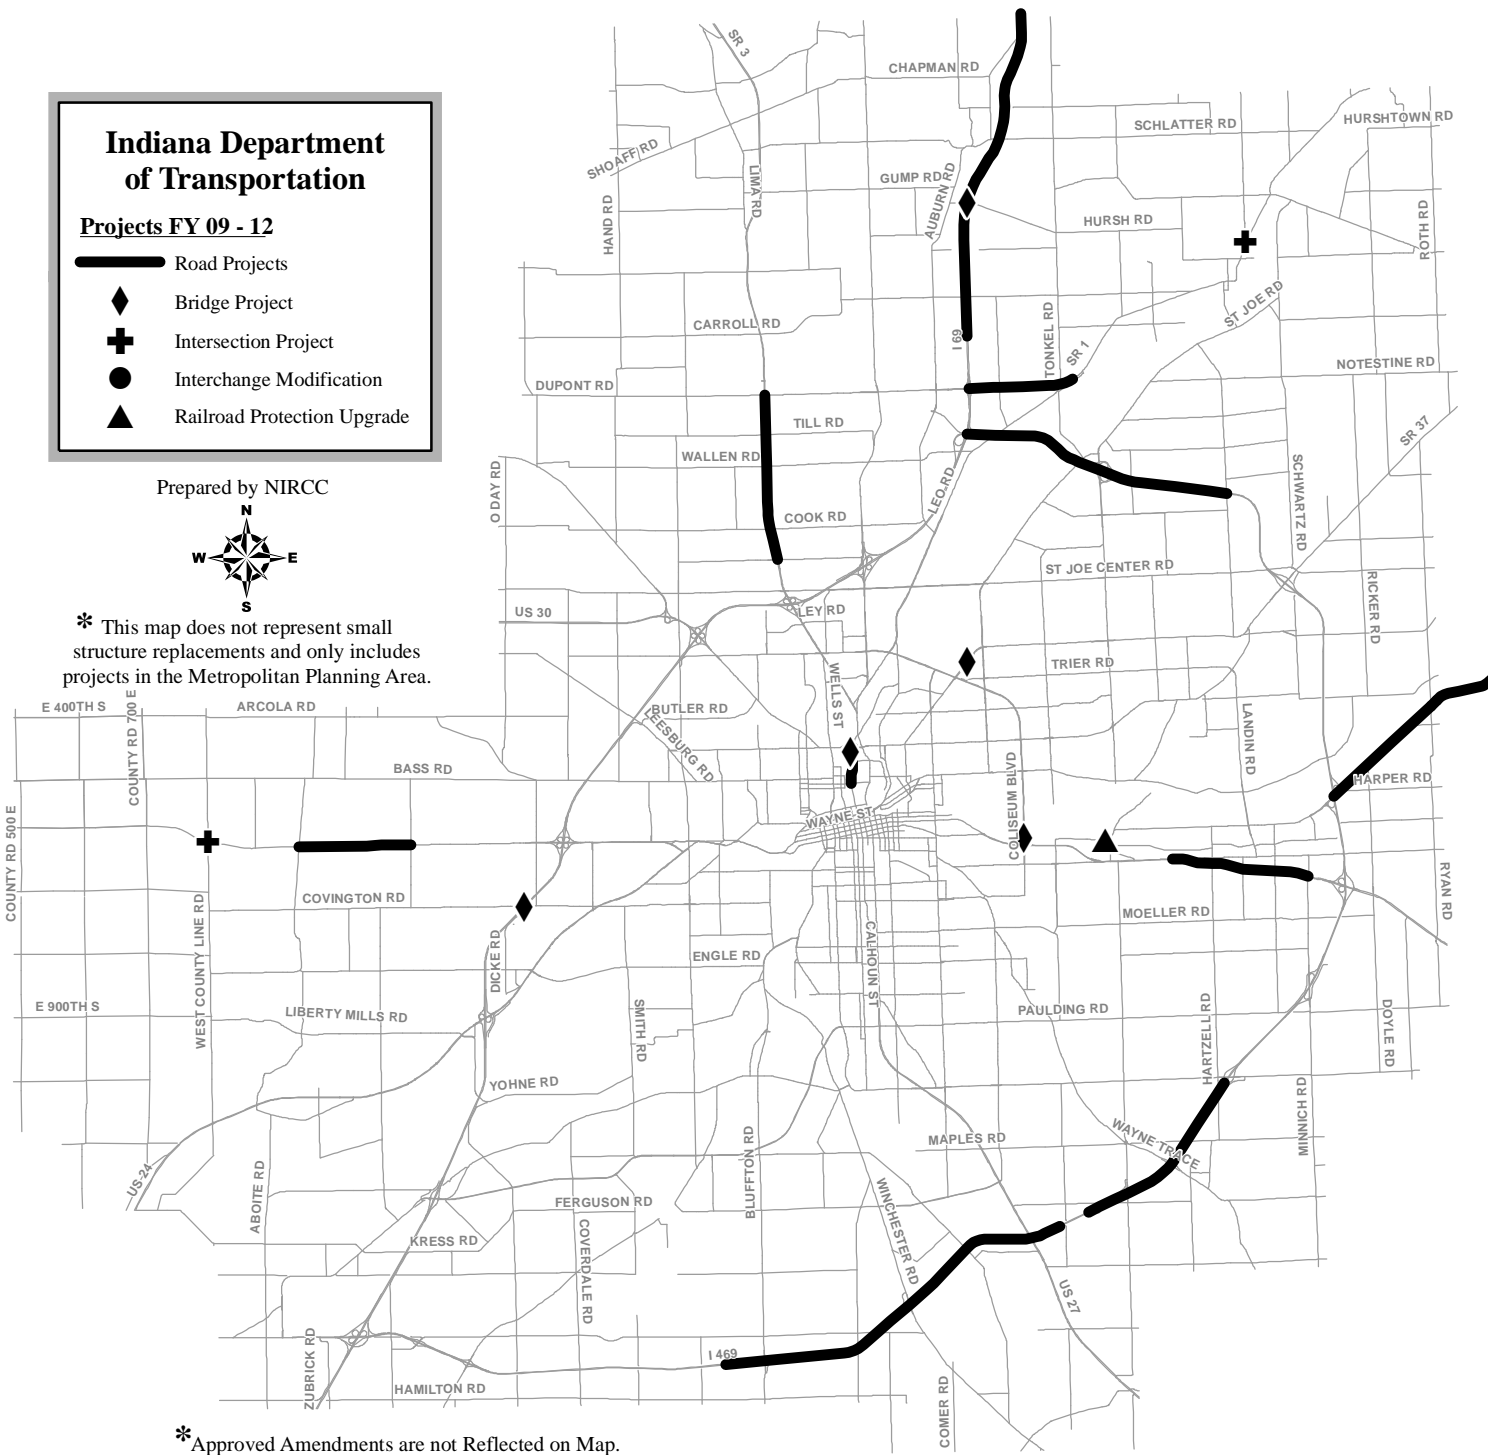 Indiana Department
of Transportation
Projects FY 09 - 12
Road Projects
Bridge Project
Intersection Project
Interchange Modification
Railroad Protection Upgrade
Prepared by NIRCC
N
W
E
S
* This map does not represent small
structure replacements and only includes
projects in the Metropolitan Planning Area.
SR 3
CHAPMAN RD
SCHLATTER RD
HURSHTOWN RD
SHOAFF RD
LIMA RD
GUMP RD
AUBURN RD
HAND RD
HURSH RD
ROTH RD
ST JOE RD
CARROLL RD
I 69
TONKEL RD
SR 1
NOTESTINE RD
DUPONT RD
TILL RD
WALLEN RD
SR 37
O DAY RD
LEO RD
SCHWARTZ RD
COOK RD
ST JOE CENTER RD
RICKER RD
US 30
LEY RD
TRIER RD
WELLS ST
E 400TH S
COUNTY RD 700 E
ARCOLA RD
BUTLER RD
LEESBURG RD
LANDIN RD
BASS RD
COLISEUM BLVD
HARPER RD
COUNTY RD 500 E
WAYNE ST
RYAN RD
COVINGTON RD
WEST COUNTY LINE RD
MOELLER RD
DICKE RD
ENGLE RD
CALHOUN ST
E 900TH S
LIBERTY MILLS RD
SMITH RD
PAULDING RD
HARTZELL RD
DOYLE RD
YOHNE RD
MINNICH RD
WAYNE TRACE
MAPLES RD
BLUFFTON RD
US 24
ABOITE RD
FERGUSON RD
WINCHESTER RD
KRESS RD
COVERDALE RD
US 27
ZUBRICK RD
I 469
HAMILTON RD
COMER RD
*Approved Amendments are not Reflected on Map.